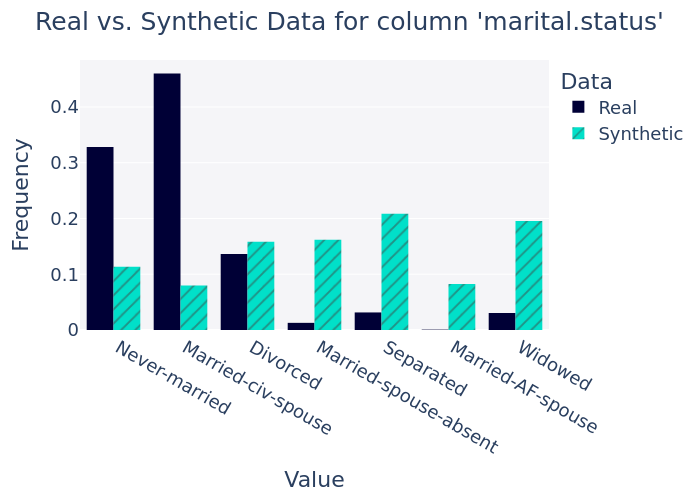 Real vs. Synthetic Data for column 'marital.status'
Data
Real
Synthetic
Frequency
0.4
0.3
0.2
0.1
0
Never-married
Married-civ-spouse
Divorced
Married-spouse-absent
Separated
Married-AF-spouse
Widowed
Value